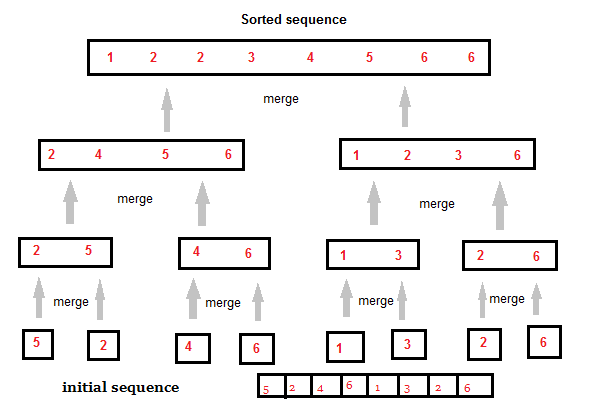 Sorted sequence
1 2 2 3 4 5 6 6
merge
2 4 5 6 1 2 3 6
merge merge
2 5 4 6 1 3 2 6
merge merge merge merge
5 2 4 6 1 3 2 6
initial sequence 5 2 4 6 1 3 2 6